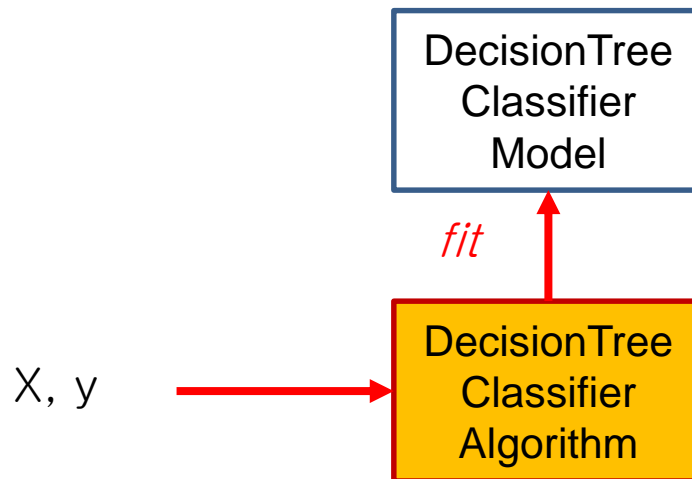 DecisionTree
Classifier
Model
fit
X, y
DecisionTree
Classifier
Algorithm